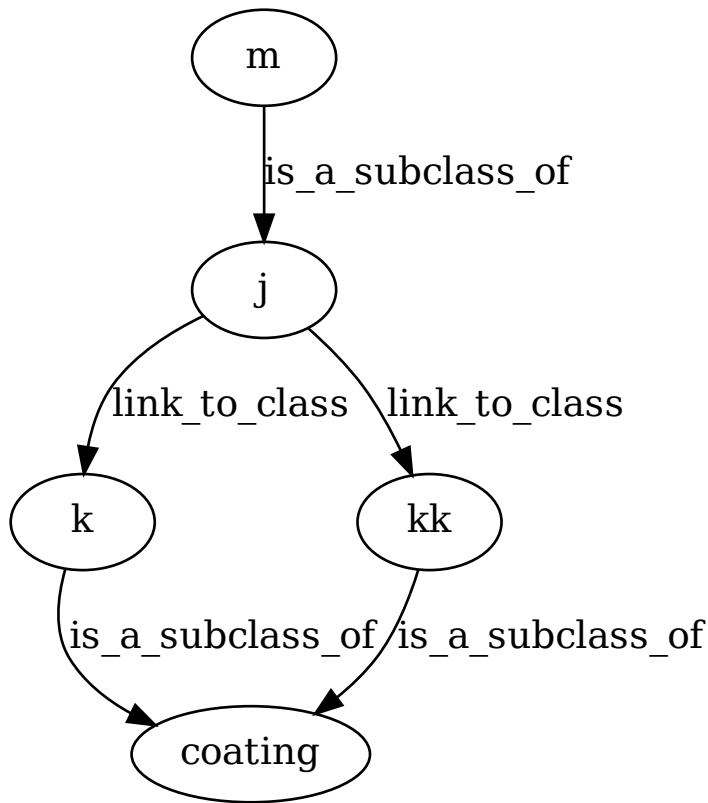 m
is_a_subclass_of
j
link_to_class link_to_class
k kk
is_a_subclass_of is_a_subclass_of
coating